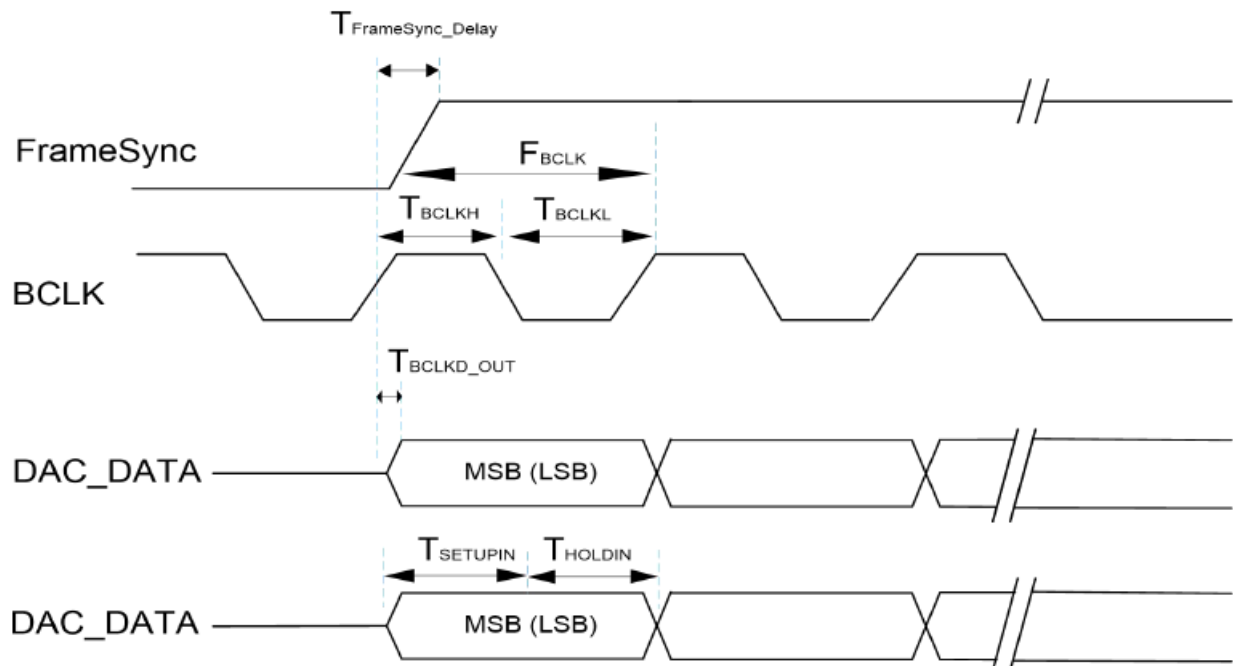 TFrameSync_Delay
FrameSync
FBCLK
TBCLKH
TBCLKL
BCLK
TBCLKD_OUT
DAC_DATA
MSB (LSB)
TSETUPIN
THOLDIN
DAC_DATA
MSB (LSB)